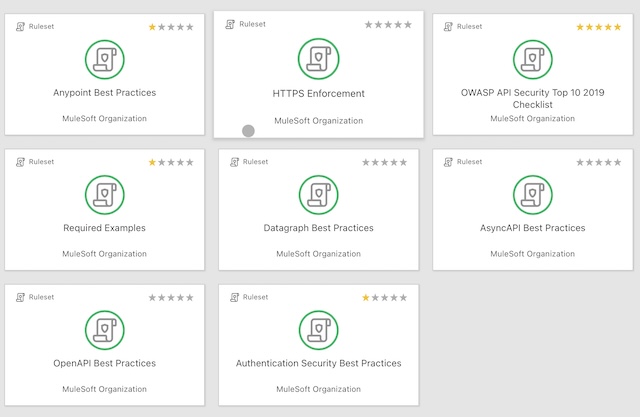 Ruleset
Anypoint Best Practices
MuleSoft Organization
Ruleset
HTTPS Enforcement
MuleSoft Organization
Ruleset
OWASP API Security Top 10 2019
Checklist
MuleSoft Organization
Ruleset
Required Examples
MuleSoft Organization
Ruleset
Datagraph Best Practices
MuleSoft Organization
Ruleset
AsyncAPI Best Practices
MuleSoft Organization
Ruleset
OpenAPI Best Practices
MuleSoft Organization
Ruleset
Authentication Security Best Practices
MuleSoft Organization